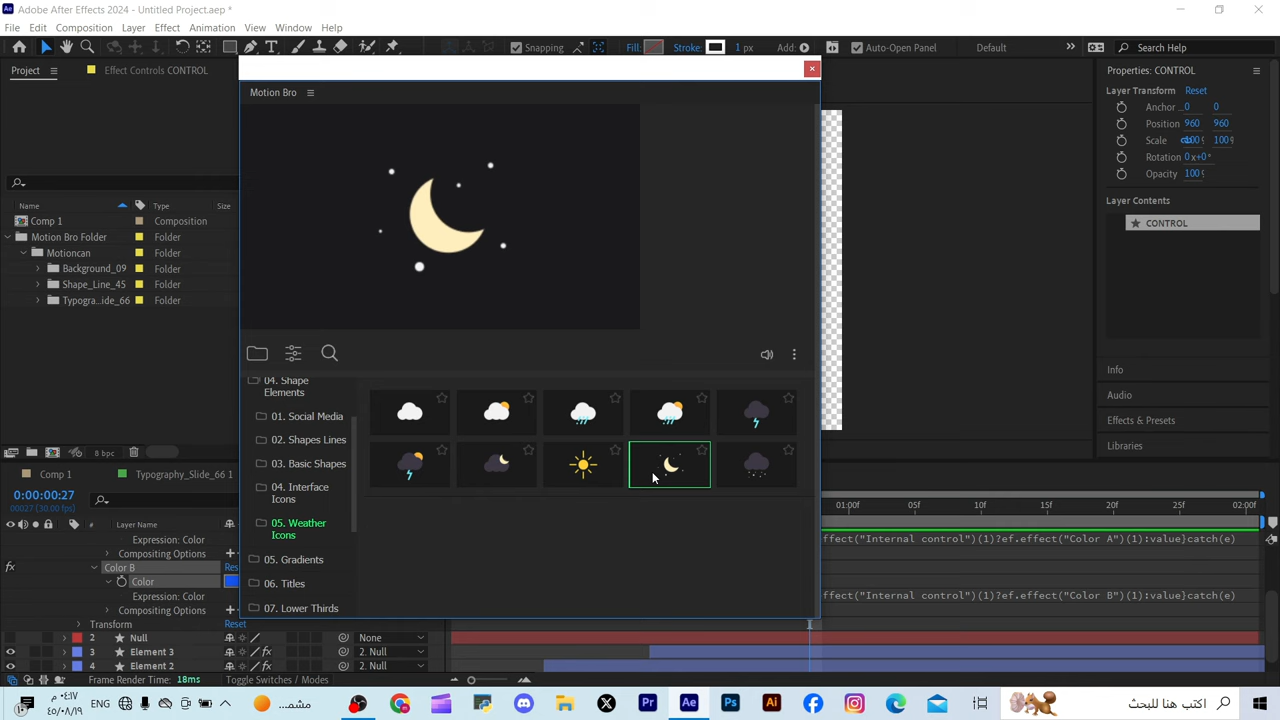 Adobe After Effects 2024 - Untitled Project.aep *
File Edit Composition Layer Effect Animation View Window Help
Snapping Fill: Stroke: 1 px Add: Auto-Open Panel Default Search Help
Project Effect Controls CONTROL
Motion Bro
Properties: CONTROL
Layer Transform Reset
Anchor ... 0 0
Position 960 960
Scale 100% 100%
Rotation 0x+0°
Opacity 100%
Layer Contents
CONTROL
Name Type Size
Comp 1 Composition
Motion Bro Folder Folder
Motioncan Folder
Background_09 Folder
Shape_Line_45 Folder
Typogra...ide_66 Folder
04. Shape Elements
01. Social Media
02. Shapes Lines
03. Basic Shapes
04. Interface Icons
05. Weather Icons
05. Gradients
06. Titles
07. Lower Thirds
Info
Audio
Effects & Presets
Libraries
8 bpc
Comp 1 Typography_Slide_66 1
0:00:00:27
00027 (30.00 fps)
01:00f 05f 10f 15f 20f 25f 02:00f
# Layer Name
Expression: Color
ffect("Internal control")(1)?ef.effect("Color A")(1):value}catch(e)
Compositing Options
Color B Res
Color
Expression: Color
ffect("Internal control")(1)?ef.effect("Color B")(1):value}catch(e)
Compositing Options
Transform Reset
2 Null None
3 Element 3 2. Null
4 Element 2 2. Null
Frame Render Time: 18ms Toggle Switches / Modes
ENG
مشمـ...
اكتب هنا للبحث